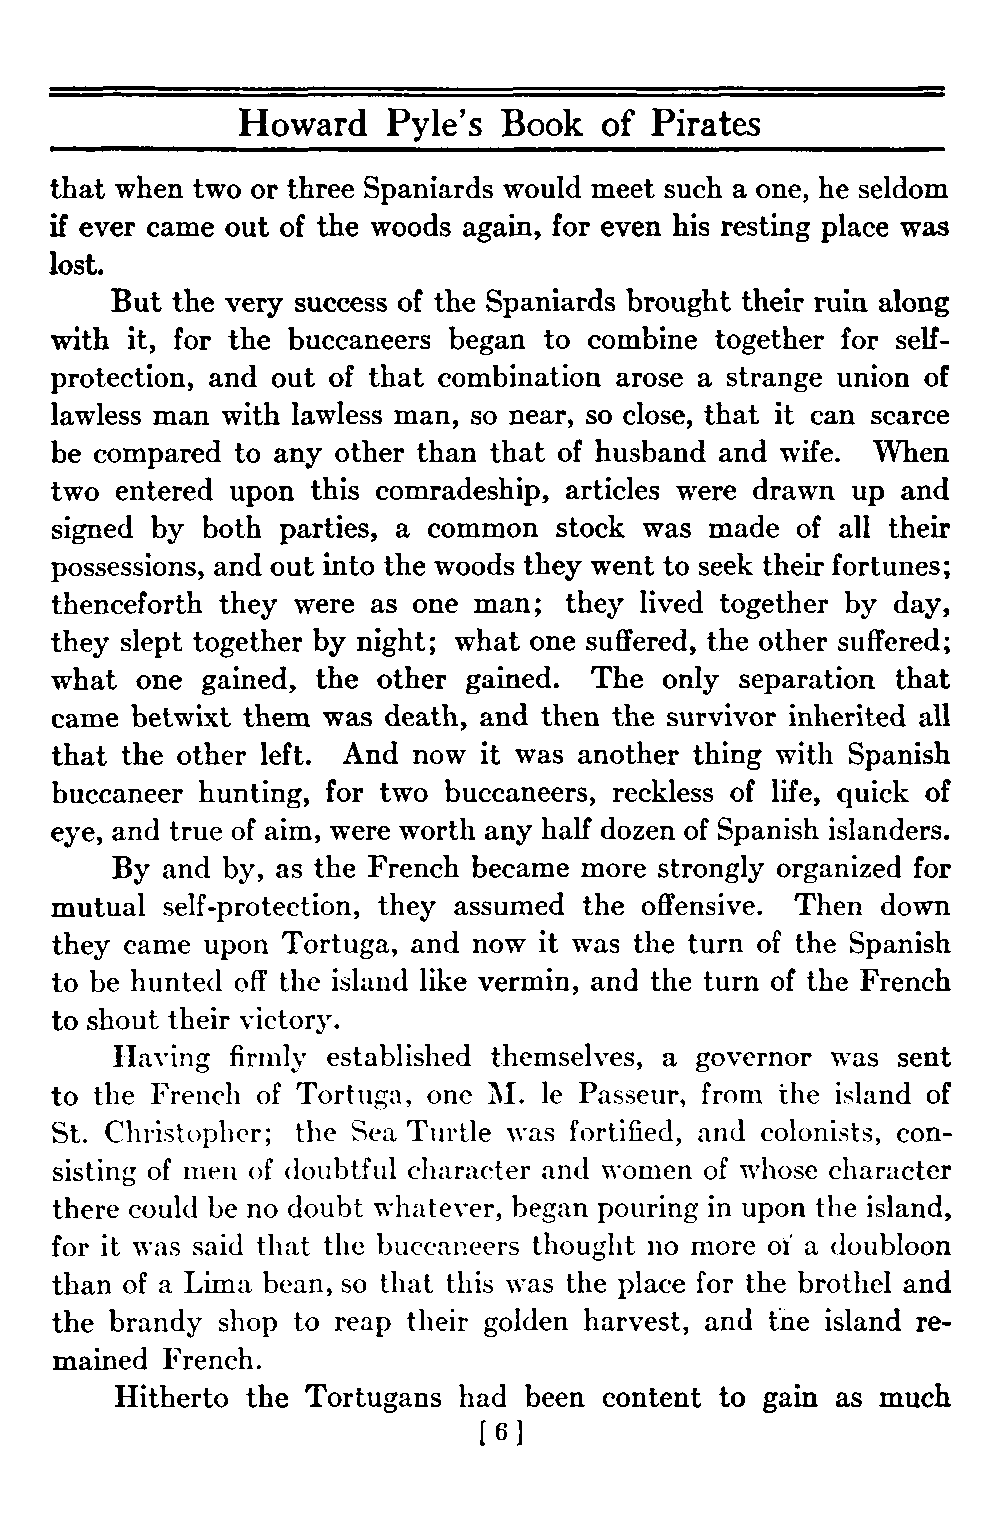 Howard Pyle's Book of Pirates
that when two or three Spaniards would meet such a one, he seldom
if ever came out of the woods again, for even his resting place was
lost.
But the very success of the Spaniards brought their ruin along
with it, for the buccaneers began to combine together for self-
protection, and out of that combination arose a strange union of
lawless man with lawless man, so near, so close, that it can scarce
be compared to any other than that of husband and wife. When
two entered upon this comradeship, articles were drawn up and
signed by both parties, a common stock was made of all their
possessions, and out into the woods they went to seek their fortunes;
thenceforth they were as one man; they lived together by day,
they slept together by night; what one suffered, the other suffered;
what one gained, the other gained. The only separation that
came betwixt them was death, and then the survivor inherited all
that the other left. And now it was another thing with Spanish
buccaneer hunting, for two buccaneers, reckless of life, quick of
eye, and true of aim, were worth any half dozen of Spanish islanders.
By and by, as the French became more strongly organized for
mutual self-protection, they assumed the offensive. Then down
they came upon Tortuga, and now it was the turn of the Spanish
to be hunted off the island like vermin, and the turn of the French
to shout their victory.
Having firmly established themselves, a governor was sent
to the French of Tortuga, one M. le Passeur, from the island of
St. Christopher; the Sea Turtle was fortified, and colonists, con-
sisting of men of doubtful character and women of whose character
there could be no doubt whatever, began pouring in upon the island,
for it was said that the buccaneers thought no more of a doubloon
than of a Lima bean, so that this was the place for the brothel and
the brandy shop to reap their golden harvest, and the island re-
mained French.
Hitherto the Tortugans had been content to gain as much
[6]